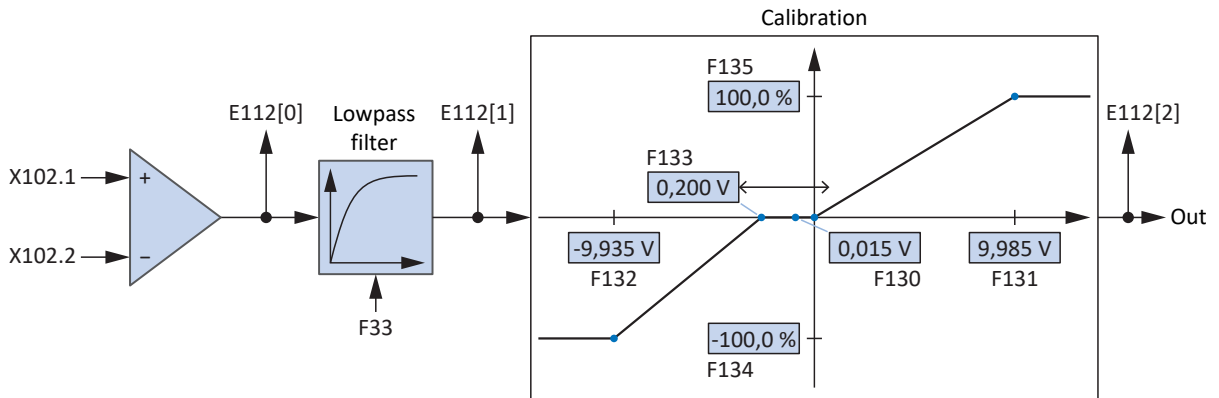 Calibration
F135
100,0 %
E112[0]
Lowpass
filter
E112[1]
E112[2]
F133
0,200 V
X102.1
+
Out
-9,935 V
0,015 V
9,985 V
X102.2
−
F132
F130
F131
F33
-100,0 %
F134